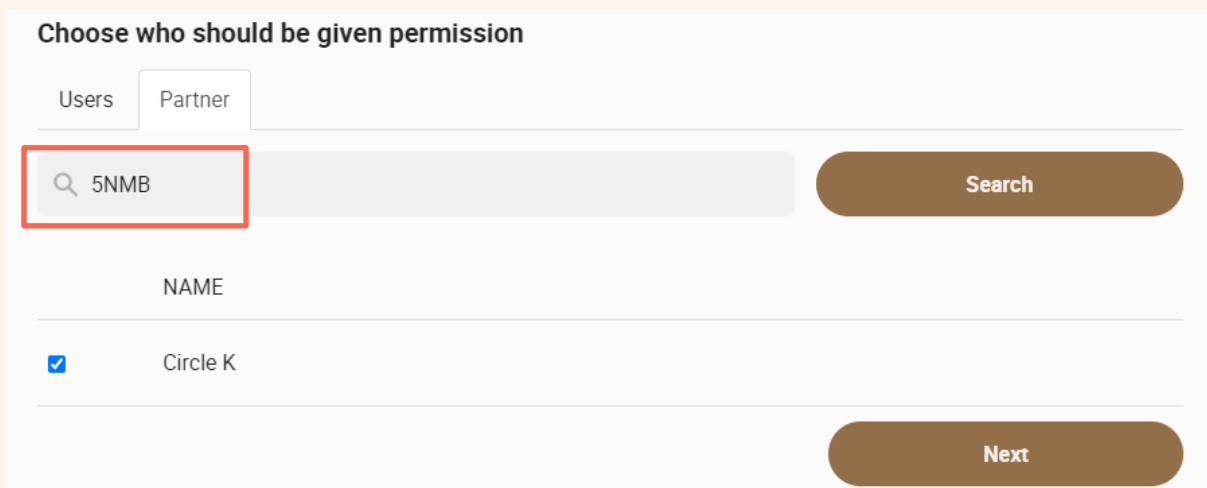 Choose who should be given permission
Users Partner
5NMB Search
NAME
Circle K
Next